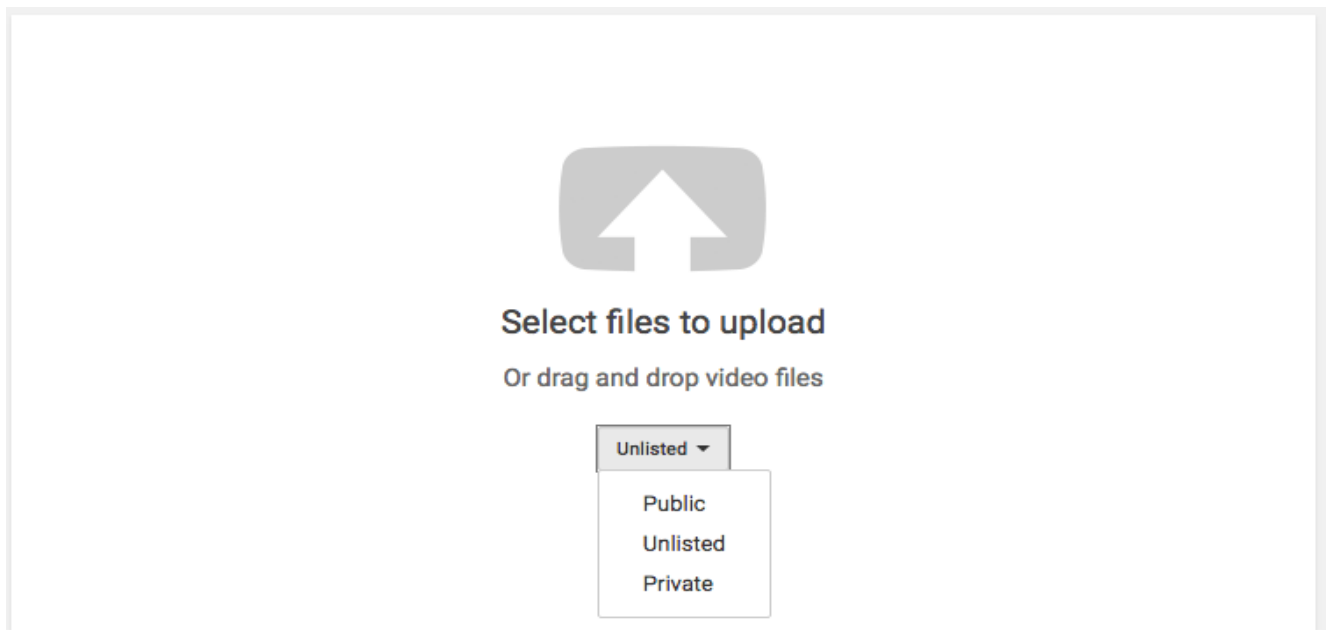 Select files to upload
Or drag and drop video files
Unlisted
Public
Unlisted
Private